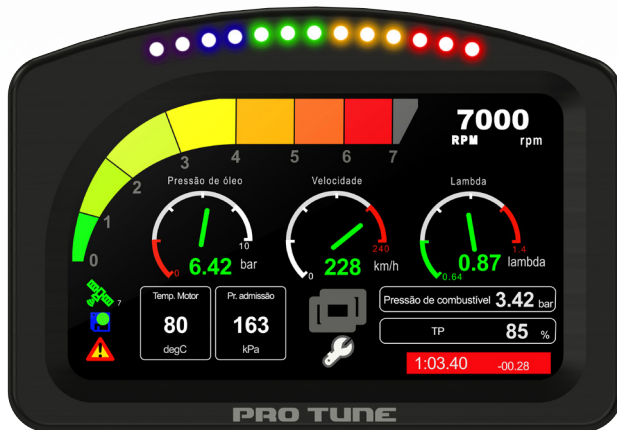 7000
RPM rpm
0 1 2 3 4 5 6 7
Pressão de óleo
0 10
6.42 bar
Velocidade
0 240
228 km/h
Lambda
0.64 1.4
0.87 lambda
7
Temp. Motor
80
degC
Pr. admissão
163
kPa
Pressão de combustível 3.42 bar
TP 85 %
1:03.40 -00.28
PRO TUNE